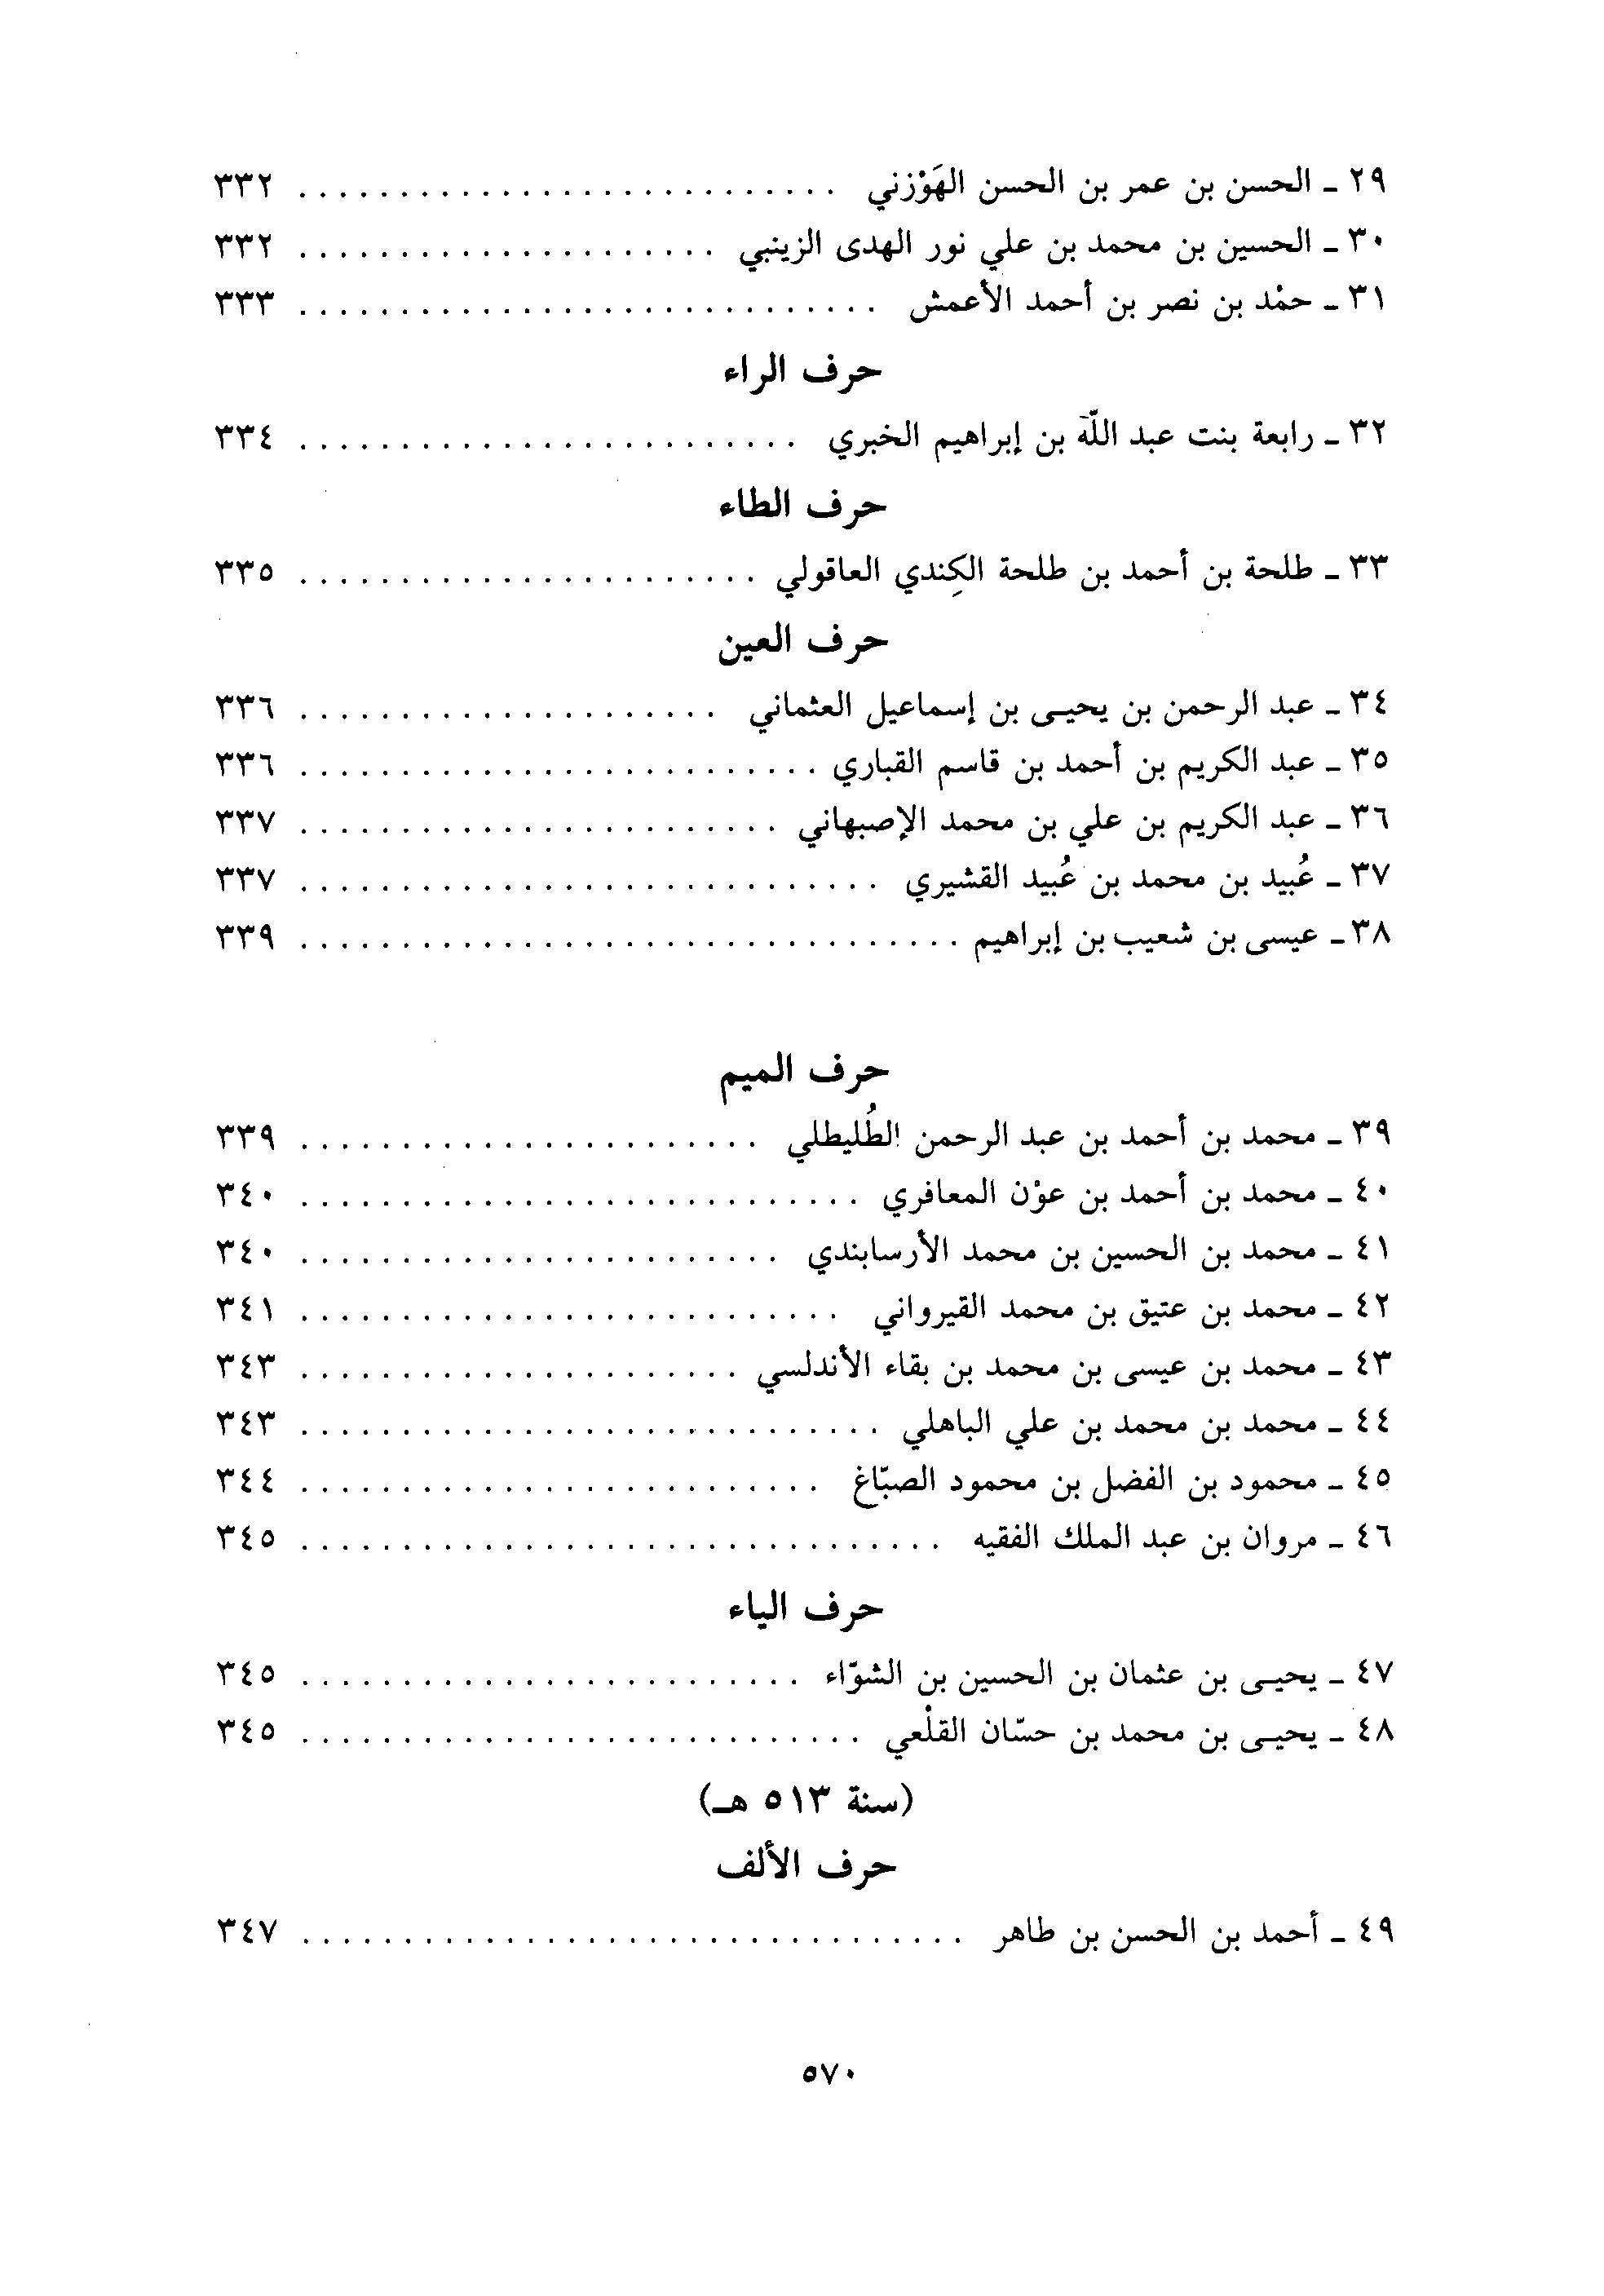 ٢٩ ـ الحسن بن عمر بن الحسن الهَوْزني . . . . . . . . . . . . . . . . . . . . . . . . . . . ٣٣٢
٣٠ ـ الحسين بن محمد بن علي نور الهدى الزينبي . . . . . . . . . . . . . . . . . . . . . ٣٣٢
٣١ ـ حمْد بن نصر بن أحمد الأعمش . . . . . . . . . . . . . . . . . . . . . . . . . . . . . ٣٣٣
حرف الراء
٣٢ ـ رابعة بنت عبد اللّه بن إبراهيم الخبري . . . . . . . . . . . . . . . . . . . . . . . . . ٣٣٤
حرف الطاء
٣٣ ـ طلحة بن أحمد بن طلحة الكِندي العاقولي . . . . . . . . . . . . . . . . . . . . . . . ٣٣٥
حرف العين
٣٤ ـ عبد الرحمن بن يحيـى بن إسماعيل العثماني . . . . . . . . . . . . . . . . . . . . . ٣٣٦
٣٥ ـ عبد الكريم بن أحمد بن قاسم القباري . . . . . . . . . . . . . . . . . . . . . . . . . . ٣٣٦
٣٦ ـ عبد الكريم بن علي بن محمد الإصبهاني . . . . . . . . . . . . . . . . . . . . . . . . ٣٣٧
٣٧ ـ عُبيد بن محمد بن عُبيد القشيري . . . . . . . . . . . . . . . . . . . . . . . . . . . . . ٣٣٧
٣٨ ـ عيسى بن شعيب بن إبراهيم . . . . . . . . . . . . . . . . . . . . . . . . . . . . . . . . . ٣٣٩
حرف الميم
٣٩ ـ محمد بن أحمد بن عبد الرحمن الطُليطلي . . . . . . . . . . . . . . . . . . . . . . . ٣٣٩
٤٠ ـ محمد بن أحمد بن عوْن المعافري . . . . . . . . . . . . . . . . . . . . . . . . . . . . ٣٤٠
٤١ ـ محمد بن الحسين بن محمد الأرسابندي . . . . . . . . . . . . . . . . . . . . . . . . ٣٤٠
٤٢ ـ محمد بن عتيق بن محمد القيرواني . . . . . . . . . . . . . . . . . . . . . . . . . . . ٣٤١
٤٣ ـ محمد بن عيسى بن محمد بن بقاء الأندلسي . . . . . . . . . . . . . . . . . . . . . . ٣٤٣
٤٤ ـ محمد بن محمد بن علي الباهلي . . . . . . . . . . . . . . . . . . . . . . . . . . . . . ٣٤٣
٤٥ ـ محمود بن الفضل بن محمود الصبّاغ . . . . . . . . . . . . . . . . . . . . . . . . . . ٣٤٤
٤٦ ـ مروان بن عبد الملك الفقيه . . . . . . . . . . . . . . . . . . . . . . . . . . . . . . . . ٣٤٥
حرف الياء
٤٧ ـ يحيـى بن عثمان بن الحسين بن الشوّاء . . . . . . . . . . . . . . . . . . . . . . . . . ٣٤٥
٤٨ ـ يحيـى بن محمد بن حسّان القلْعي . . . . . . . . . . . . . . . . . . . . . . . . . . . . ٣٤٥
(سنة ٥١٣ هـ)
حرف الألف
٤٩ ـ أحمد بن الحسن بن طاهر . . . . . . . . . . . . . . . . . . . . . . . . . . . . . . . . . ٣٤٧
٥٧٠